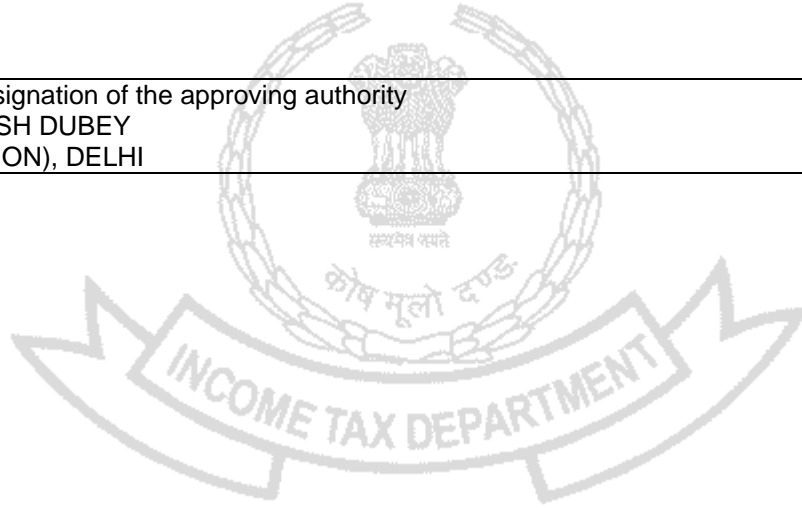 signation of the approving authority
SH DUBEY
ON), DELHI
सत्यमेव जयते
कोष मूलो दण्डः
INCOME TAX DEPARTMENT